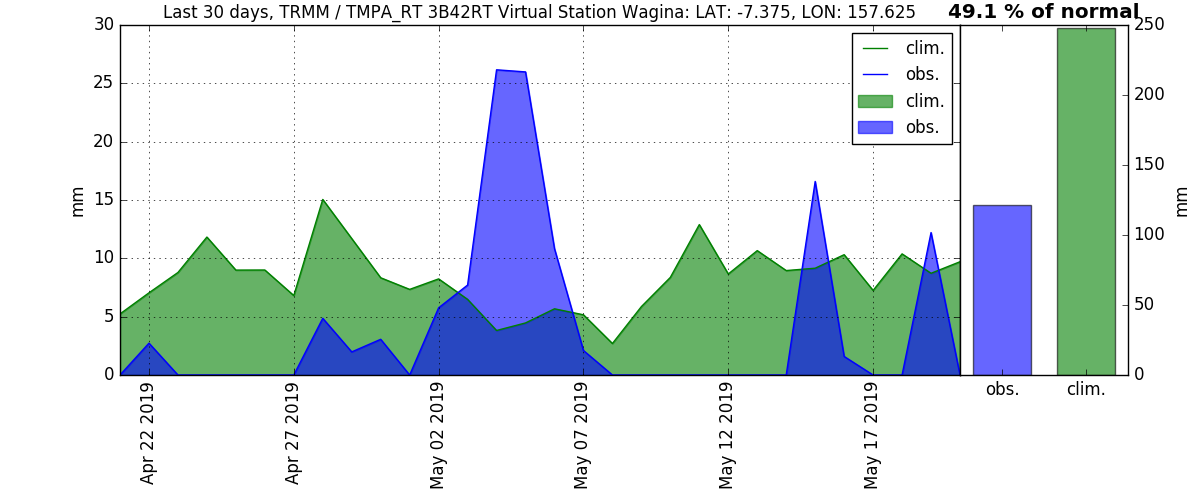 Last 30 days, TRMM / TMPA_RT 3B42RT Virtual Station Wagina: LAT: -7.375, LON: 157.625
49.1 % of normal
30
25
20
15
10
5
0
mm
clim.
obs.
clim.
obs.
Apr 22 2019
Apr 27 2019
May 02 2019
May 07 2019
May 12 2019
May 17 2019
250
200
150
100
50
0
mm
obs.
clim.